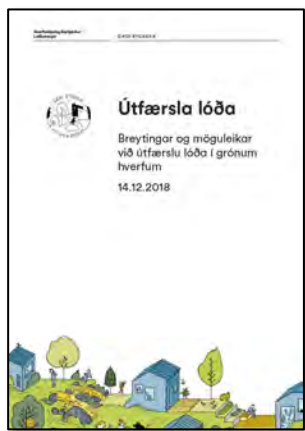 Útfærsla lóða
Breytingar og möguleikar
við útfærslu lóða í grónum
hverfum
14.12.2018